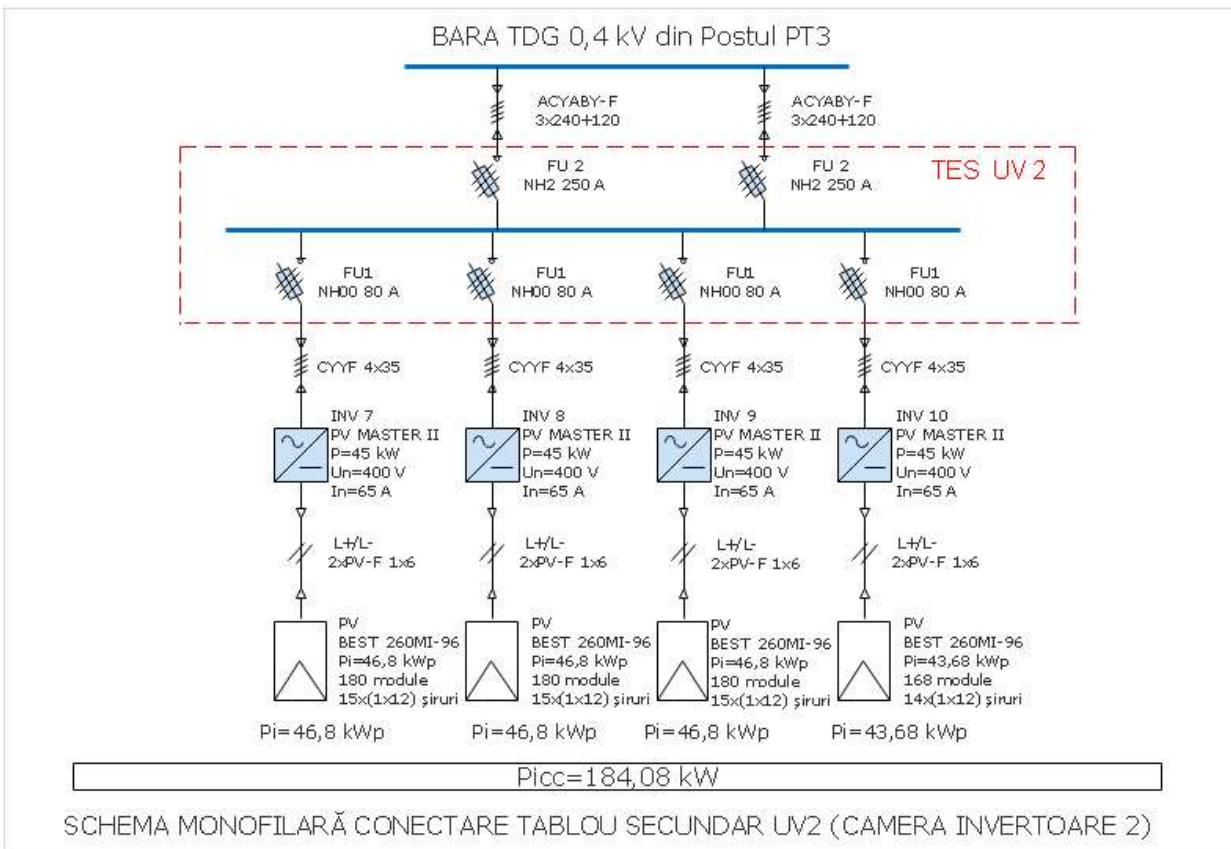 BARA TDG 0,4 kV din Postul PT3
ACYABY-F
3x240+120
ACYABY-F
3x240+120
FU 2
NH2 250 A
FU 2
NH2 250 A
TES UV 2
FU1
NH00 80 A
FU1
NH00 80 A
FU1
NH00 80 A
FU1
NH00 80 A
CYYF 4x35
CYYF 4x35
CYYF 4x35
CYYF 4x35
INV 7
PV MASTER II
P=45 kW
Un=400 V
In=65 A
INV 8
PV MASTER II
P=45 kW
Un=400 V
In=65 A
INV 9
PV MASTER II
P=45 kW
Un=400 V
In=65 A
INV 10
PV MASTER II
P=45 kW
Un=400 V
In=65 A
L+/L-
2xPV-F 1x6
L+/L-
2xPV-F 1x6
L+/L-
2xPV-F 1x6
L+/L-
2xPV-F 1x6
PV
BEST 260MI-96
Pi=46,8 kWp
180 module
15x(1x12) şiruri
PV
BEST 260MI-96
Pi=46,8 kWp
180 module
15x(1x12) şiruri
PV
BEST 260MI-96
Pi=46,8 kWp
180 module
15x(1x12) şiruri
PV
BEST 260MI-96
Pi=43,68 kWp
168 module
14x(1x12) şiruri
Pi=46,8 kWp
Pi=46,8 kWp
Pi=46,8 kWp
Pi=43,68 kWp
Picc=184,08 kW
SCHEMA MONOFILARĂ CONECTARE TABLOU SECUNDAR UV2 (CAMERA INVERTOARE 2)